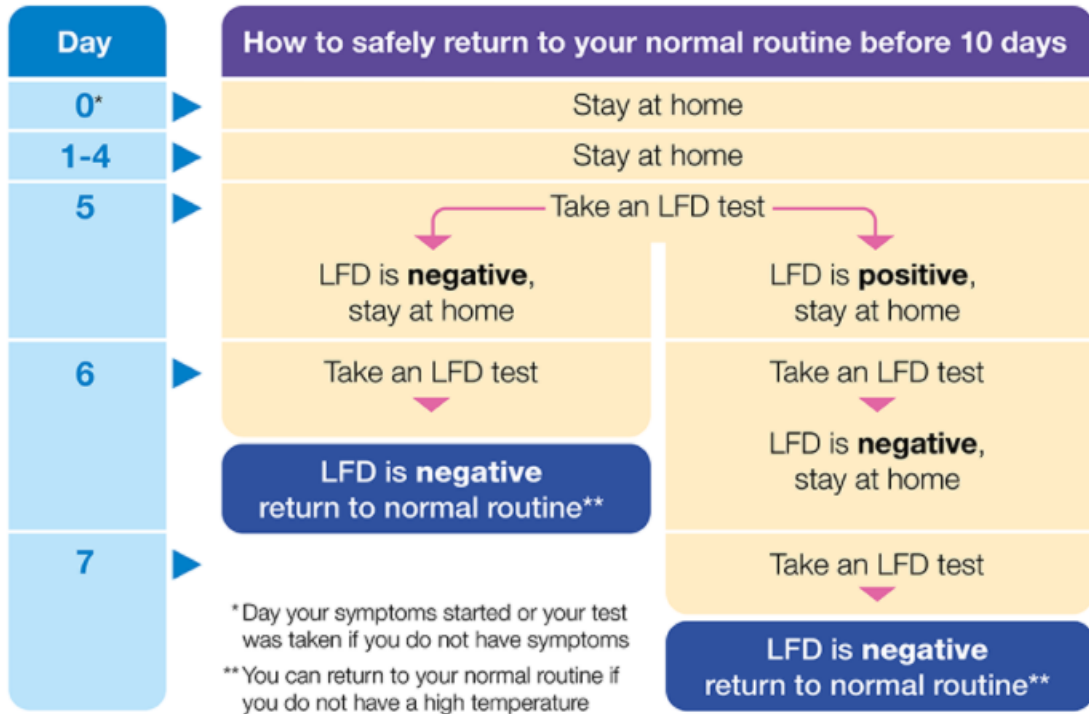 Day
How to safely return to your normal routine before 10 days
0*
Stay at home
1-4
Stay at home
5
Take an LFD test
LFD is negative,
stay at home
LFD is positive,
stay at home
6
Take an LFD test
Take an LFD test
LFD is negative
return to normal routine**
LFD is negative,
stay at home
7
Take an LFD test
*Day your symptoms started or your test
was taken if you do not have symptoms
**You can return to your normal routine if
you do not have a high temperature
LFD is negative
return to normal routine**